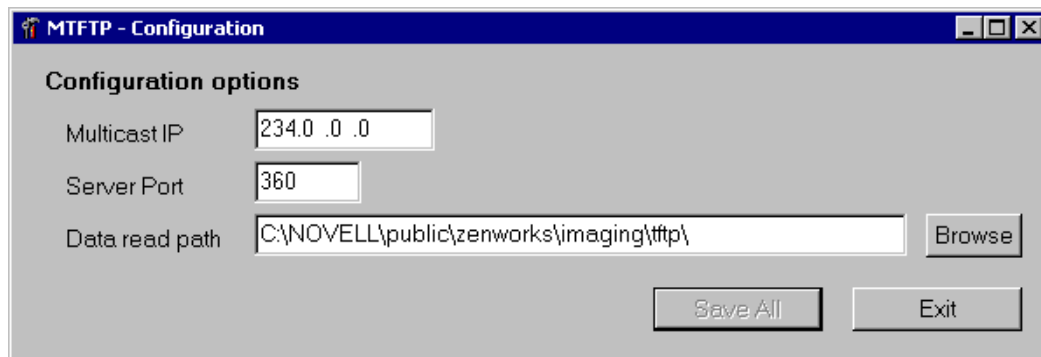 MTFTP - Configuration
Configuration options
Multicast IP 234.0 .0 .0
Server Port 360
Data read path C:\NOVELL\public\zenworks\imaging\tftp\ Browse
Save All Exit